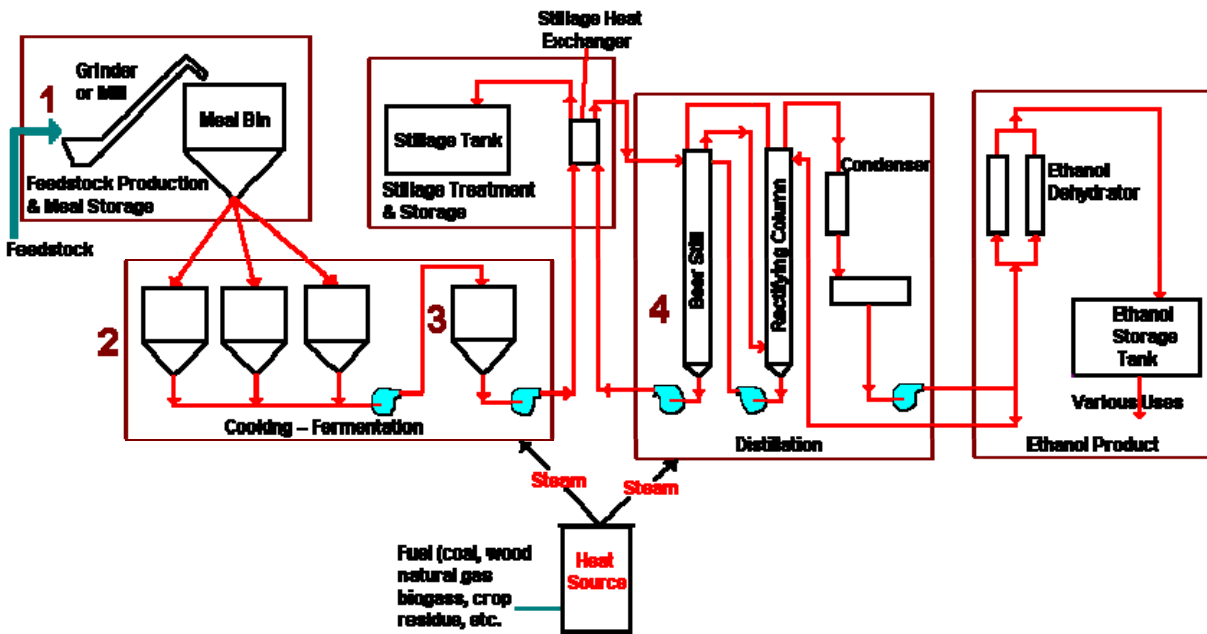 Stillage Heat
Exchanger
Grinder
or Mill
1
Meal Bin
Feedstock Production
& Meal Storage
Feedstock
Stillage Tank
Stillage Treatment
& Storage
Condenser
Beer Still
Rectifying Column
4
Distillation
Ethanol
Dehydrator
Ethanol
Storage
Tank
Various Uses
Ethanol Product
2
3
Cooking – Fermentation
Steam
Steam
Fuel (coal, wood
natural gas
biogass, crop
residue, etc.
Heat
Source